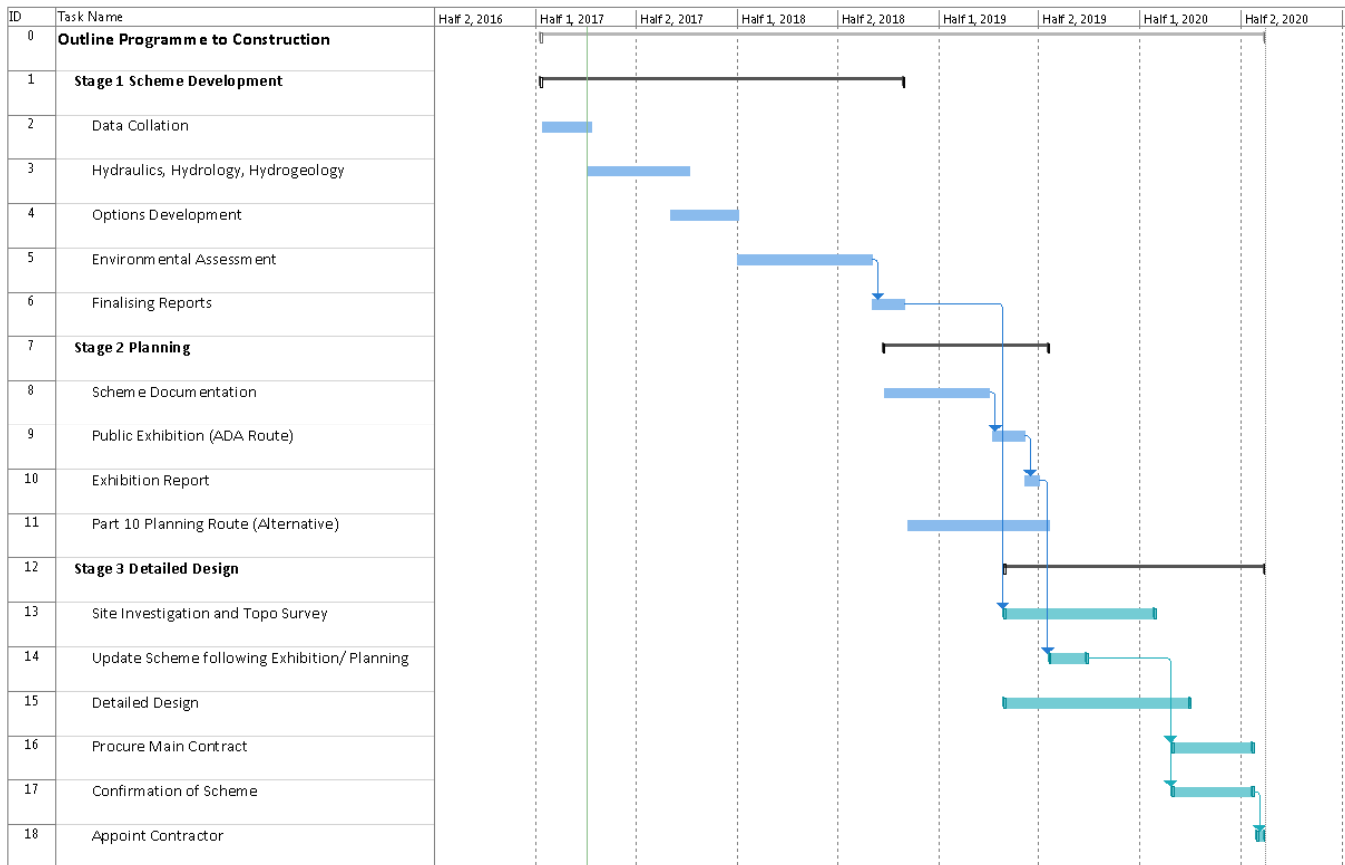 ID Task Name Half 2, 2016 Half 1, 2017 Half 2, 2017 Half 1, 2018 Half 2, 2018 Half 1, 2019 Half 2, 2019 Half 1, 2020 Half 2, 2020
0 Outline Programme to Construction
1 Stage 1 Scheme Development
2 Data Collation
3 Hydraulics, Hydrology, Hydrogeology
4 Options Development
5 Environmental Assessment
6 Finalising Reports
7 Stage 2 Planning
8 Scheme Documentation
9 Public Exhibition (ADA Route)
10 Exhibition Report
11 Part 10 Planning Route (Alternative)
12 Stage 3 Detailed Design
13 Site Investigation and Topo Survey
14 Update Scheme following Exhibition/ Planning
15 Detailed Design
16 Procure Main Contract
17 Confirmation of Scheme
18 Appoint Contractor